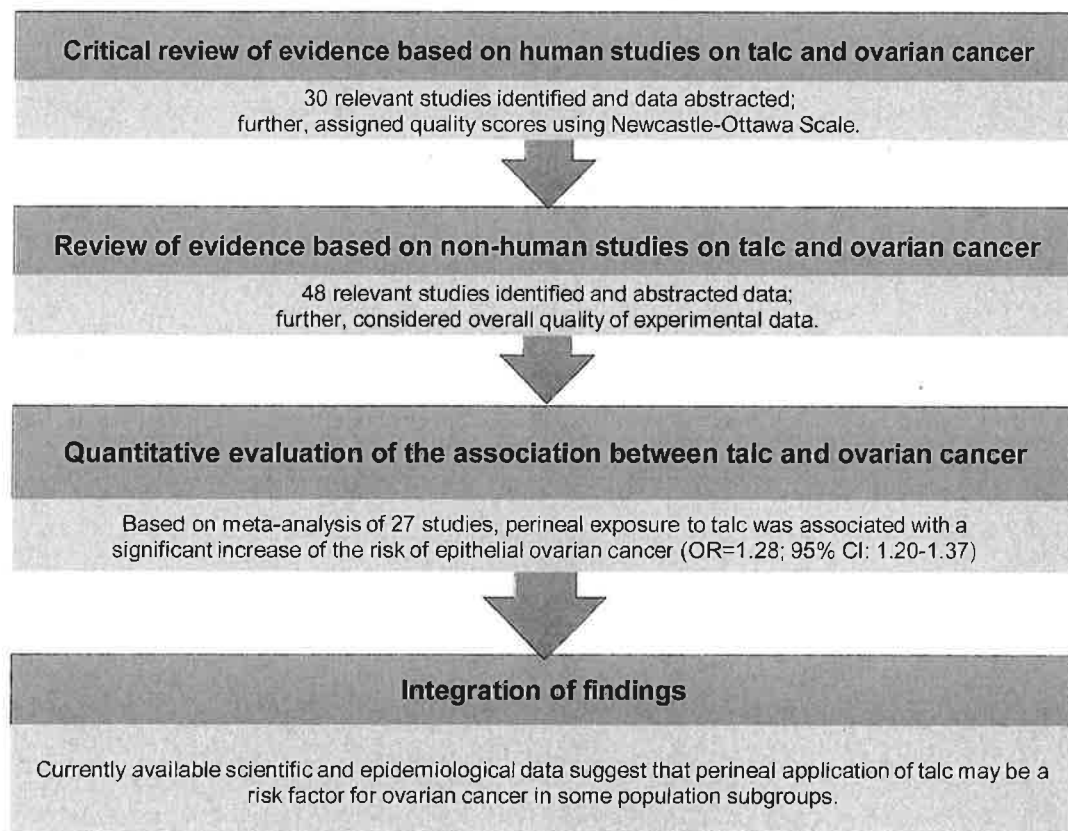 Critical review of evidence based on human studies on talc and ovarian cancer
30 relevant studies identified and data abstracted;
further, assigned quality scores using Newcastle-Ottawa Scale.
Review of evidence based on non-human studies on talc and ovarian cancer
48 relevant studies identified and abstracted data;
further, considered overall quality of experimental data.
Quantitative evaluation of the association between talc and ovarian cancer
Based on meta-analysis of 27 studies, perineal exposure to talc was associated with a
significant increase of the risk of epithelial ovarian cancer (OR=1.28; 95% CI: 1.20-1.37)
Integration of findings
Currently available scientific and epidemiological data suggest that perineal application of talc may be a
risk factor for ovarian cancer in some population subgroups.